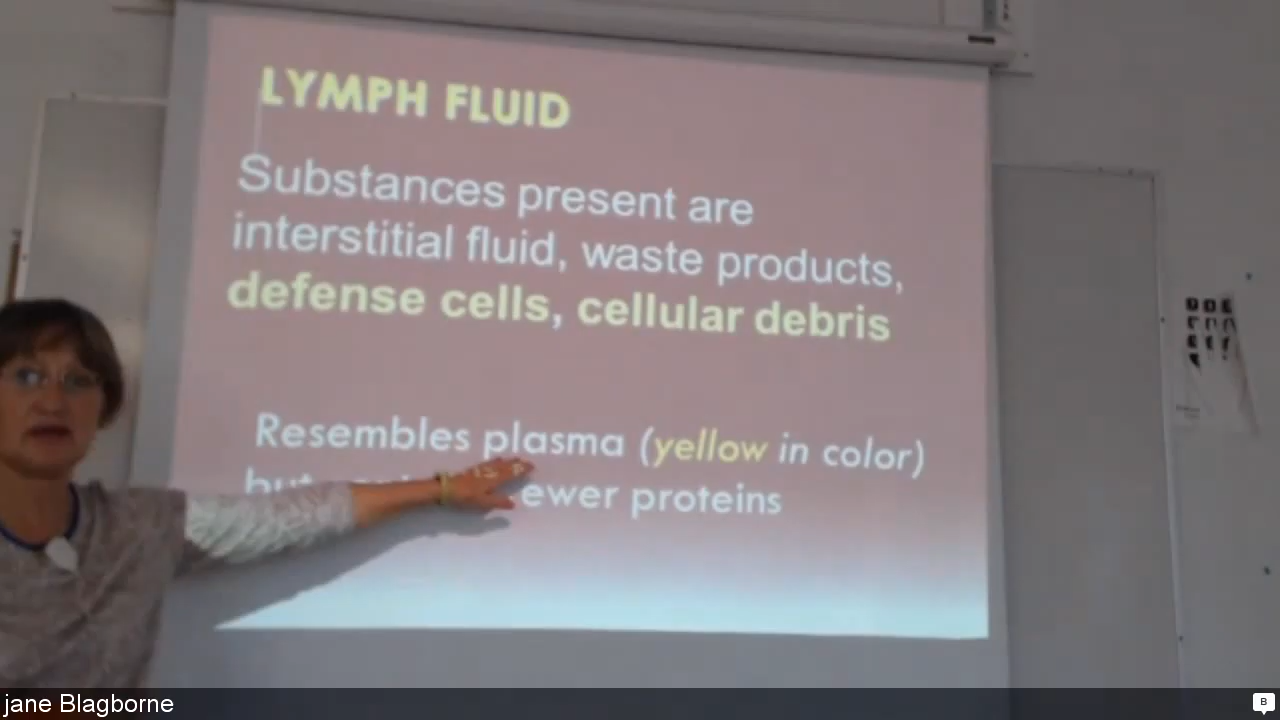 LYMPH FLUID
Substances present are
interstitial fluid, waste products,
defense cells, cellular debris
Resembles plasma (yellow in color)
but proteins
jane Blagborne
B